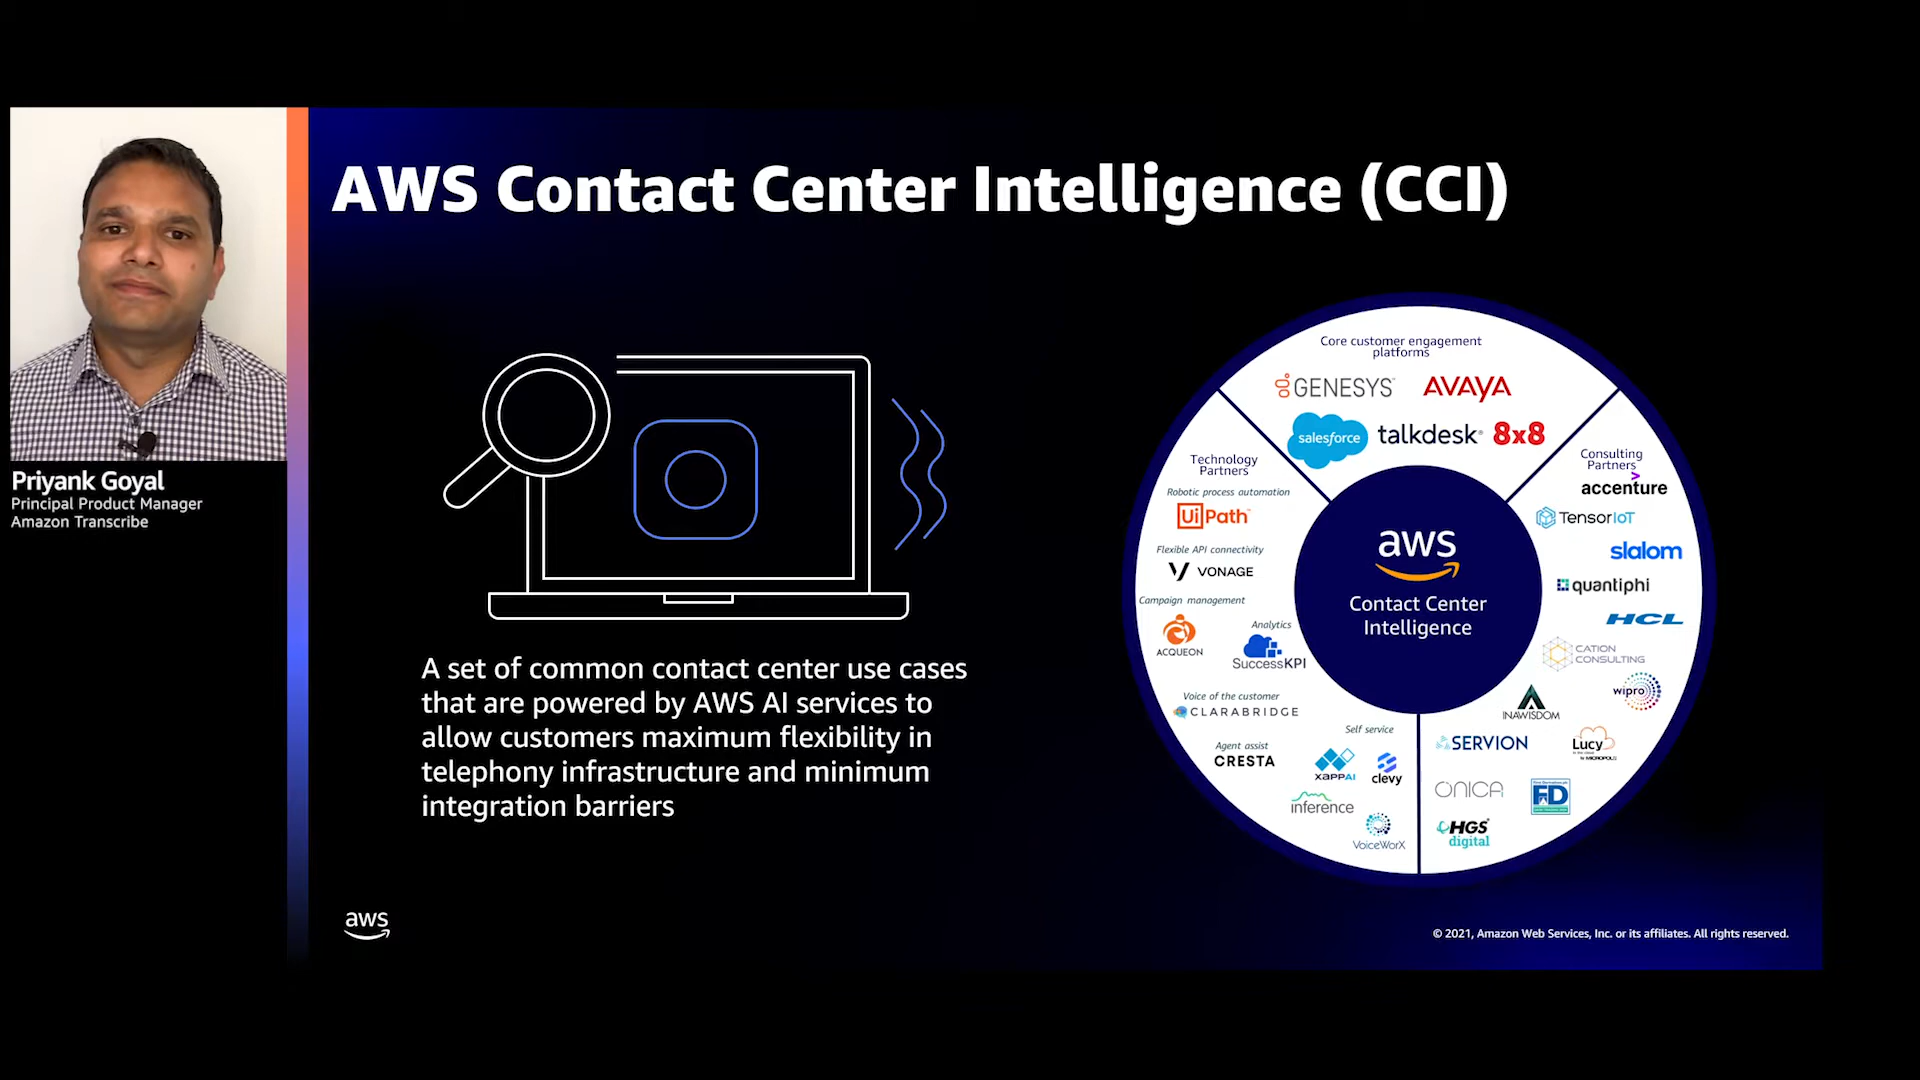 AWS Contact Center Intelligence (CCI)
Priyank Goyal
Principal Product Manager
Amazon Transcribe
A set of common contact center use cases
that are powered by AWS AI services to
allow customers maximum flexibility in
telephony infrastructure and minimum
integration barriers
Core customer engagement
platforms
GENESYS
AVAYA
salesforce
talkdesk
8x8
Technology
Partners
Robotic process automation
UiPath
Flexible API connectivity
VONAGE
Campaign management
ACQUEON
Analytics
SuccessKPI
Voice of the customer
CLARABRIDGE
Agent assist
CRESTA
Self service
XAPPAI
clevy
inference
VoiceWorX
Consulting
Partners
accenture
TensorIoT
slalom
quantiphi
HCL
CATION
CONSULTING
wipro
INAWISDOM
SERVION
Lucy
ONICA
FD
HGS
digital
aws
Contact Center
Intelligence
aws
© 2021, Amazon Web Services, Inc. or its affiliates. All rights reserved.